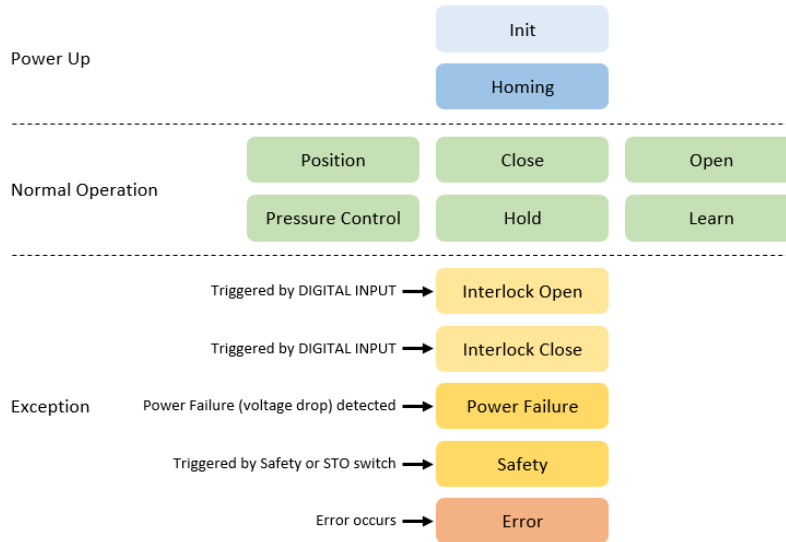 Init
Power Up
Homing
Position Close Open
Normal Operation
Pressure Control Hold Learn
Triggered by DIGITAL INPUT Interlock Open
Triggered by DIGITAL INPUT Interlock Close
Exception Power Failure (voltage drop) detected Power Failure
Triggered by Safety or STO switch Safety
Error occurs Error